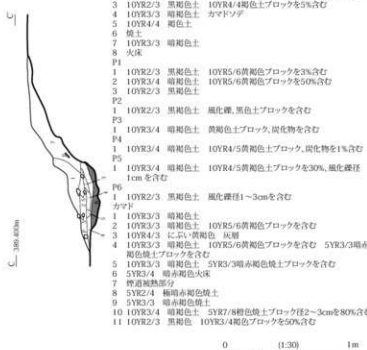 3 10YR2/3 黒褐色土 10YR4/4褐色土ブロックを5%含む
4 10YR3/3 暗褐色土 カマドソデ
5 10YR4/4 褐色土
6 焼土
7 10YR3/3 暗褐色土
8 火床
P1
1 10YR2/3 黒褐色土 10YR5/6黄褐色ブロックを3%含む
2 10YR3/4 暗褐色土 10YR5/6黄褐色ブロックを50%含む
3 10YR2/3 黒褐色土
P2
1 10YR2/3 黒褐色土 風化礫、黒色土ブロックを含む
P3
1 10YR3/4 暗褐色土 黄褐色土ブロック、炭化物を含む
P4
1 10YR3/4 暗褐色土 10YR4/5黄褐色土ブロック、炭化物を1%含む
P5
1 10YR3/4 暗褐色土 10YR4/5黄褐色土ブロックを30%、風化礫径
1cmを含む
P6
1 10YR2/3 黒褐色土 風化礫径1～3cmを含む
カマド
1 10YR3/3 暗褐色土
2 10YR3/3 暗褐色土 10YR5/6黄褐色ブロックを含む
3 10YR4/3 にぶい黄褐色 灰層
4 10YR3/3 暗褐色土 10YR5/6黄褐色ブロックを含む 5YR3/3暗赤
褐色焼土ブロックを含む
5 10YR3/3 暗褐色土 5YR3/3暗赤褐色焼土ブロックを含む
6 5YR3/4 暗赤褐色火床
7 煙道被熱部分
8 5YR2/4 極暗赤褐色焼土
9 5YR3/3 暗赤褐色焼土
10 10YR3/4 暗褐色土 5YR7/8橙色焼土ブロック径2～3cmを80%含む
11 10YR2/3 黒褐色 10YR3/4褐色ブロックを50%含む
C'
C 389.400m
0 (1:30) 1m